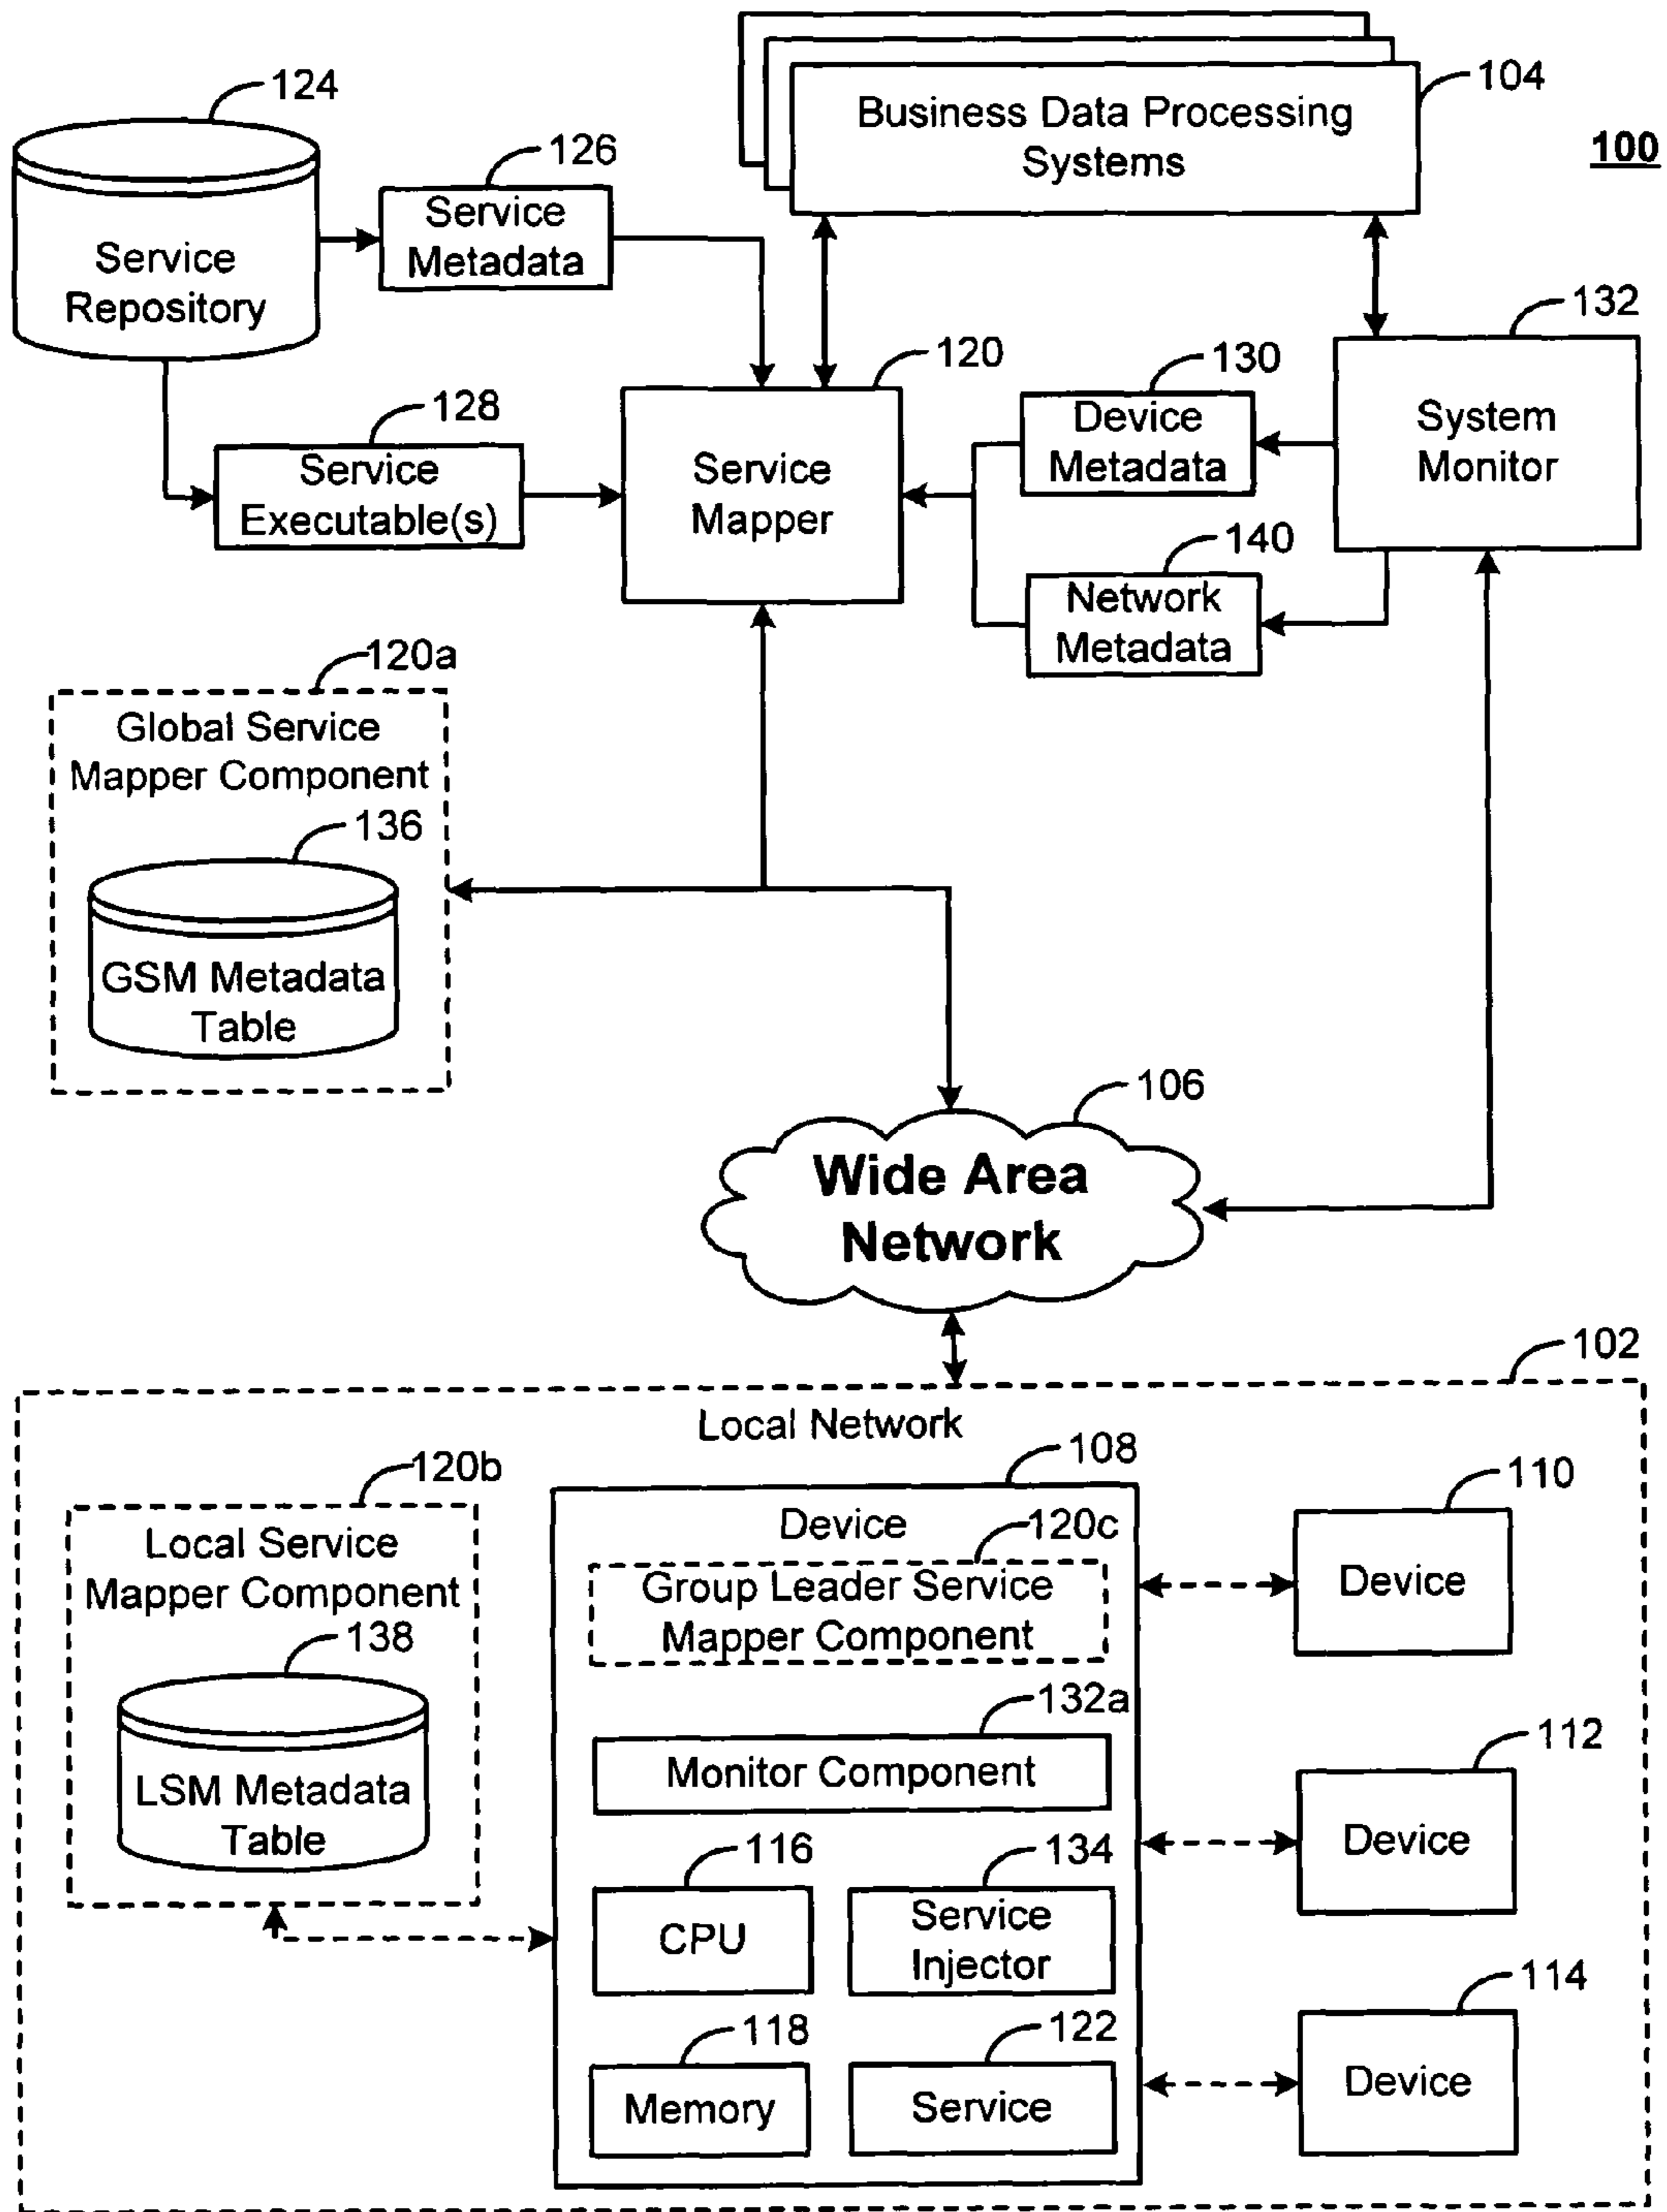 124
104
Business Data Processing
Systems
100
126
Service
Metadata
Service
Repository
132
120
130
128
Device
Metadata
System
Monitor
Service
Executable(s)
Service
Mapper
140
Network
Metadata
120a
Global Service
Mapper Component
136
GSM Metadata
Table
106
Wide Area
Network
102
Local Network
120b
108
110
Local Service
Mapper Component
Device
120c
Group Leader Service
Mapper Component
Device
138
132a
LSM Metadata
Table
Monitor Component
112
Device
116
134
CPU
Service
Injector
114
118
122
Memory
Service
Device